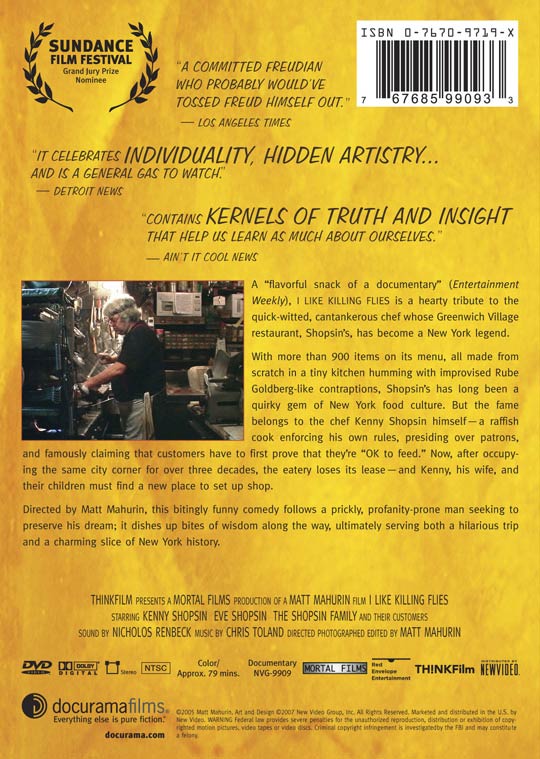 SUNDANCE
FILM FESTIVAL
Grand Jury Prize
Nominee
ISBN 0-7670-9719-X
7 67685 99093 3
"A COMMITTED FREUDIAN
WHO PROBABLY WOULD'VE
TOSSED FREUD HIMSELF OUT."
— LOS ANGELES TIMES
"IT CELEBRATES INDIVIDUALITY, HIDDEN ARTISTRY...
AND IS A GENERAL GAS TO WATCH."
— DETROIT NEWS
"CONTAINS KERNELS OF TRUTH AND INSIGHT
THAT HELP US LEARN AS MUCH ABOUT OURSELVES."
— AIN'T IT COOL NEWS
A "flavorful snack of a documentary" (Entertainment
Weekly), I LIKE KILLING FLIES is a hearty tribute to the
quick-witted, cantankerous chef whose Greenwich Village
restaurant, Shopsin's, has become a New York legend.
With more than 900 items on its menu, all made from
scratch in a tiny kitchen humming with improvised Rube
Goldberg-like contraptions, Shopsin's has long been a
quirky gem of New York food culture. But the fame
belongs to the chef Kenny Shopsin himself—a raffish
cook enforcing his own rules, presiding over patrons,
and famously claiming that customers have to first prove that they're "OK to feed." Now, after occupy-
ing the same city corner for over three decades, the eatery loses its lease—and Kenny, his wife, and
their children must find a new place to set up shop.
Directed by Matt Mahurin, this bitingly funny comedy follows a prickly, profanity-prone man seeking to
preserve his dream; it dishes up bites of wisdom along the way, ultimately serving both a hilarious trip
and a charming slice of New York history.
THINKFILM PRESENTS A MORTAL FILMS PRODUCTION OF A MATT MAHURIN FILM I LIKE KILLING FLIES
STARRING KENNY SHOPSIN EVE SHOPSIN THE SHOPSIN FAMILY AND THEIR CUSTOMERS
SOUND BY NICHOLOS RENBECK MUSIC BY CHRIS TOLAND DIRECTED PHOTOGRAPHED EDITED BY MATT MAHURIN
DVD VIDEO DOLBY DIGITAL Stereo NTSC
Color/
Approx. 79 mins.
Documentary
NVG-9909
MORTAL FILMS
Red
Envelope
Entertainment
THINKFilm
DISTRIBUTED BY
NEWVIDEO.
docuramafilms®
Everything else is pure fiction.™
docurama.com
©2005 Matt Mahurin, Art and Design ©2007 New Video Group, Inc. All Rights Reserved. Marketed and distributed in the U.S. by
New Video. WARNING Federal law provides severe penalties for the unauthorized reproduction, distribution or exhibition of copy-
righted motion pictures, video tapes or video discs. Criminal copyright infringement is investigated by the FBI and may constitute
a felony.